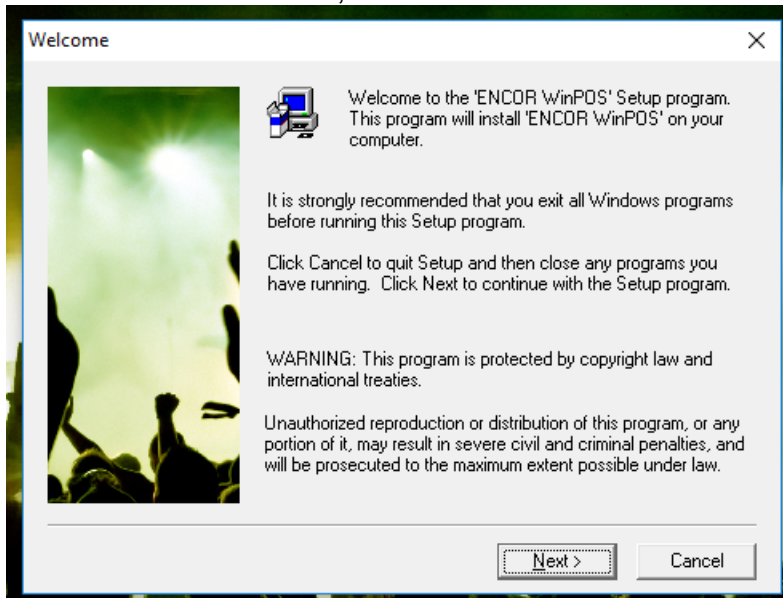 Welcome
Welcome to the 'ENCOR WinPOS' Setup program.
This program will install 'ENCOR WinPOS' on your
computer.
It is strongly recommended that you exit all Windows programs
before running this Setup program.
Click Cancel to quit Setup and then close any programs you
have running.  Click Next to continue with the Setup program.
WARNING: This program is protected by copyright law and
international treaties.
Unauthorized reproduction or distribution of this program, or any
portion of it, may result in severe civil and criminal penalties, and
will be prosecuted to the maximum extent possible under law.
Next >
Cancel